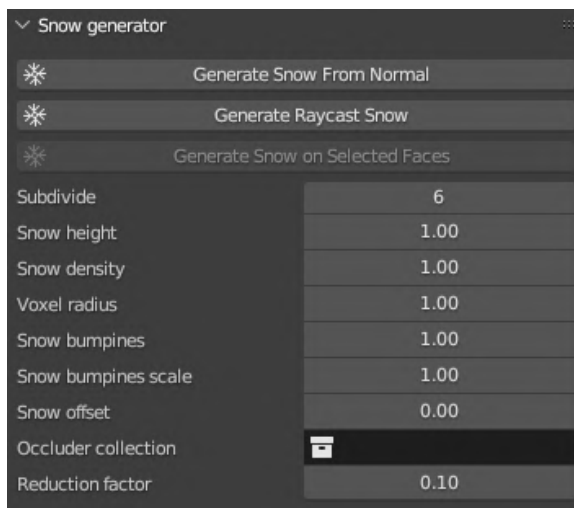 Snow generator
Generate Snow From Normal
Generate Raycast Snow
Generate Snow on Selected Faces
Subdivide 6
Snow height 1.00
Snow density 1.00
Voxel radius 1.00
Snow bumpines 1.00
Snow bumpines scale 1.00
Snow offset 0.00
Occluder collection
Reduction factor 0.10